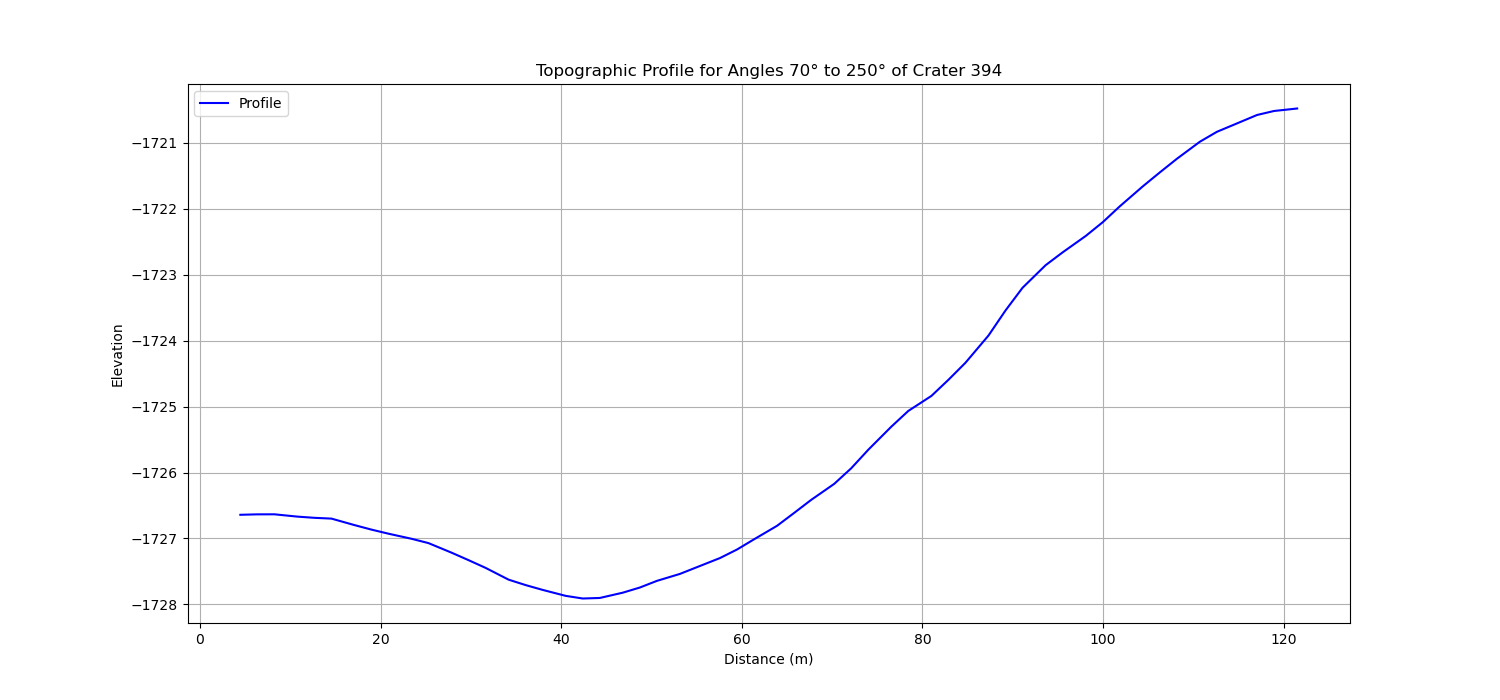 Topographic Profile for Angles 70° to 250° of Crater 394
Profile
−1721
−1722
−1723
−1724
−1725
−1726
−1727
−1728
Elevation
0 20 40 60 80 100 120
Distance (m)